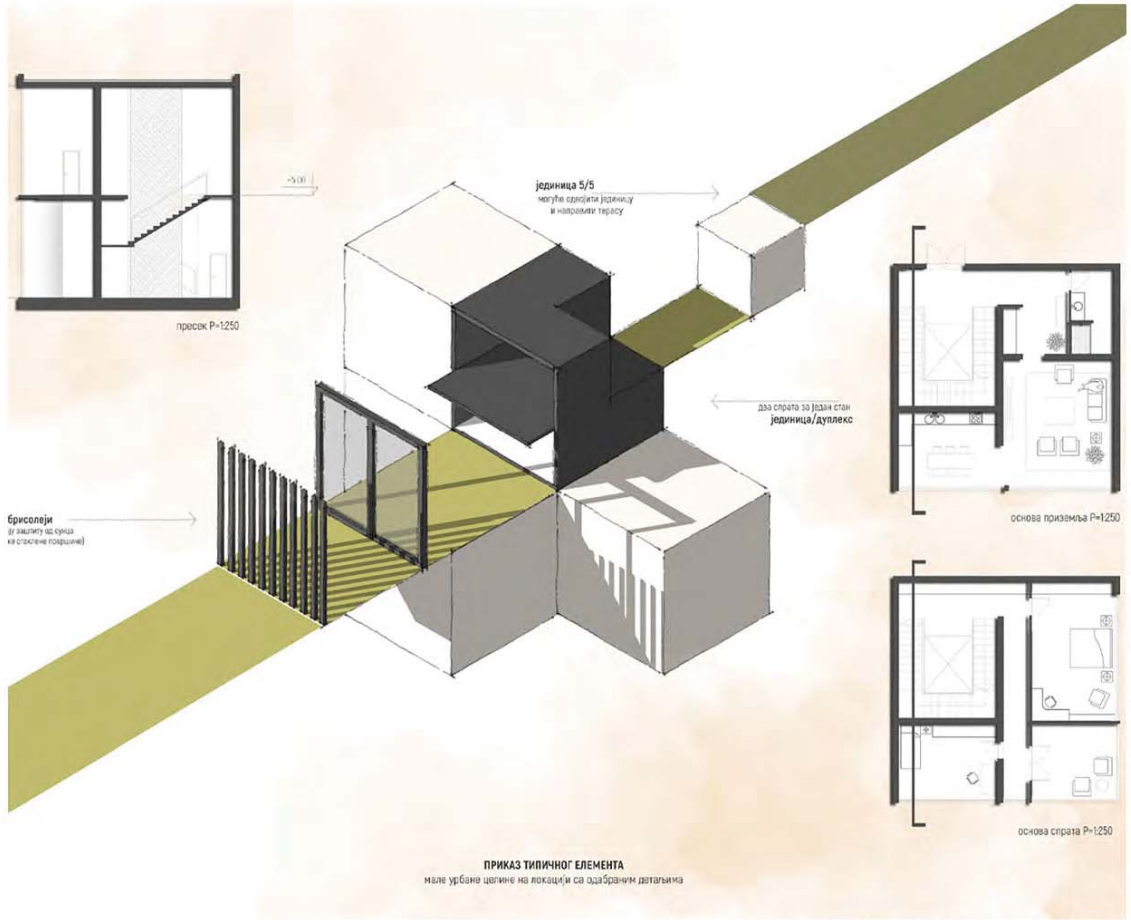 јединица 5/5
могуће одвојити јединицу
и направити терасу
пресек P=1:250
два спрата за један стан
јединица/дуплекс
брисолеји
ју заштиту од сунца
ке стаклене површине)
основа приземља P=1:250
основа спрата P=1:250
ПРИКАЗ ТИПИЧНОГ ЕЛЕМЕНТА
мале урбане целине на локацији са одабраним детаљима